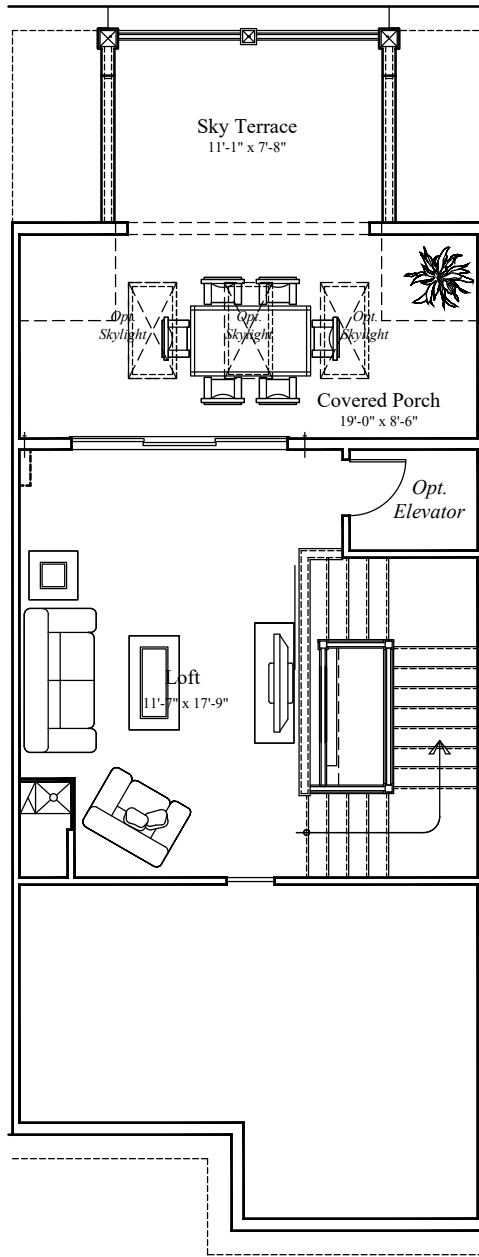 Sky Terrace
11'-1" x 7'-8"
Opt.
Skylight
Opt.
Skylight
Opt.
Skylight
Covered Porch
19'-0" x 8'-6"
Opt.
Elevator
Loft
11'-7" x 17'-9"